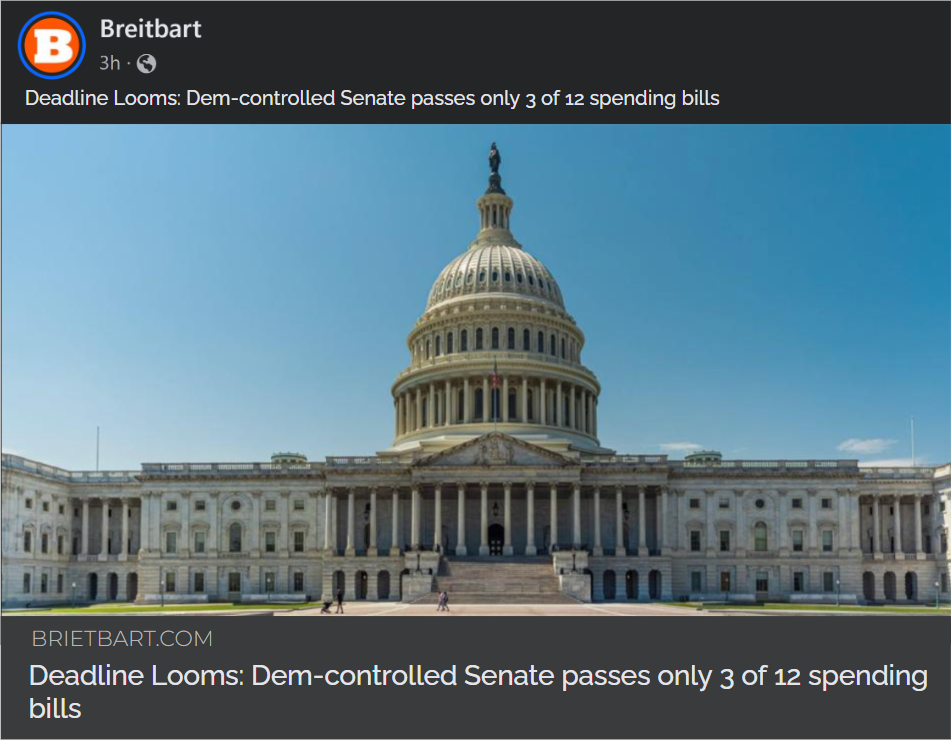 B
Breitbart
3h ·
Deadline Looms: Dem-controlled Senate passes only 3 of 12 spending bills
BRIETBART.COM
Deadline Looms: Dem-controlled Senate passes only 3 of 12 spending
bills